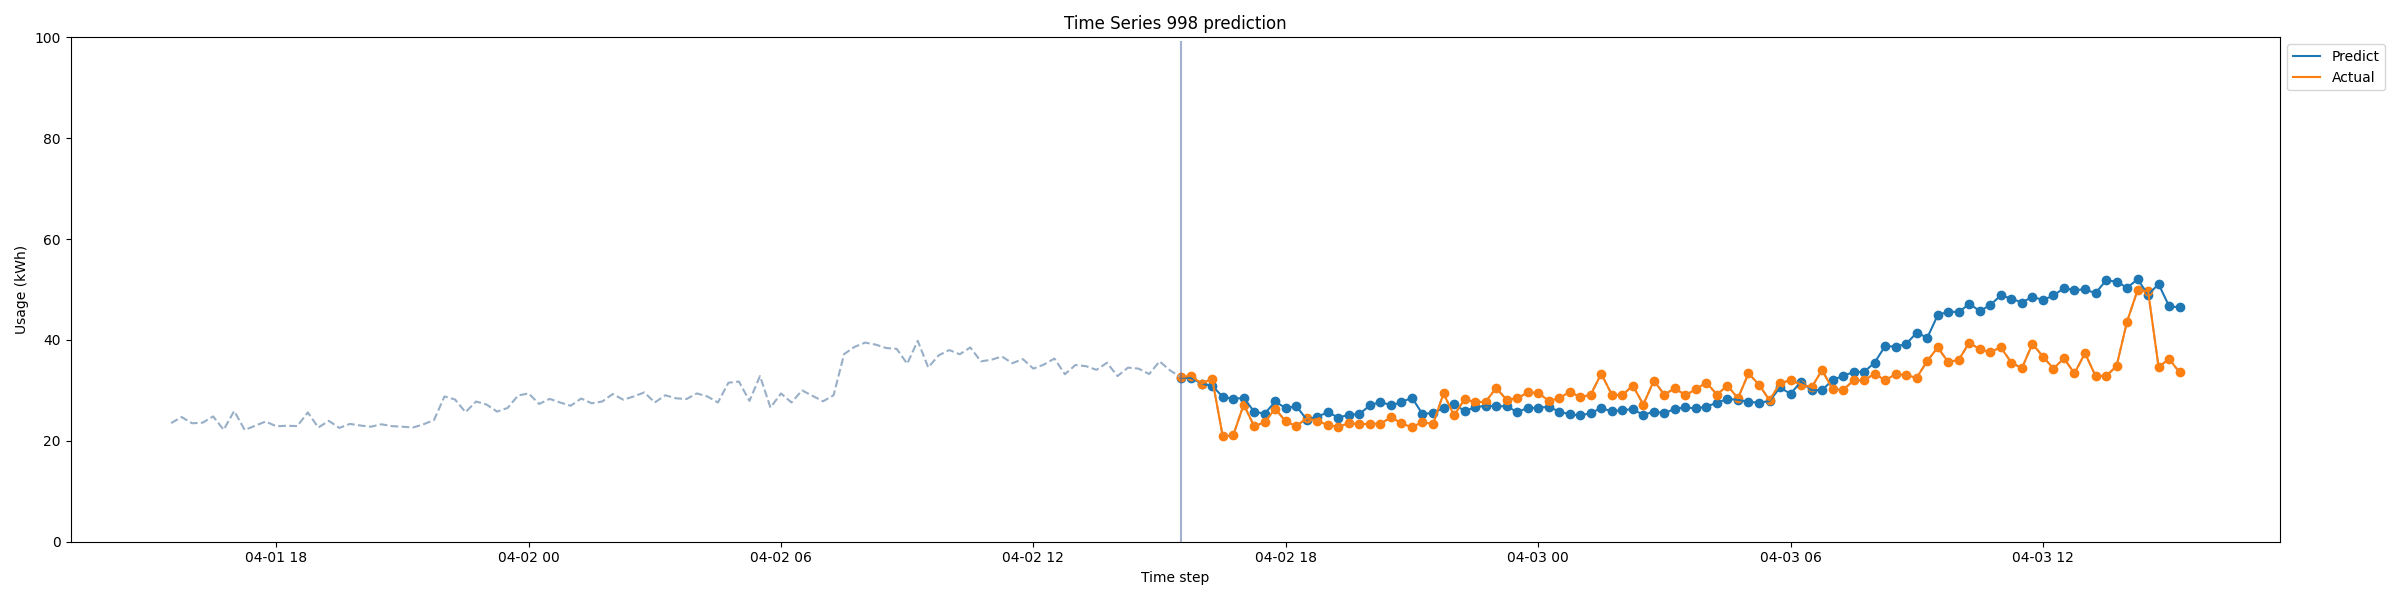 Time Series 998 prediction
Predict
Actual
Usage (kWh)
100
80
60
40
20
0
04-01 18
04-02 00
04-02 06
04-02 12
04-02 18
04-03 00
04-03 06
04-03 12
Time step